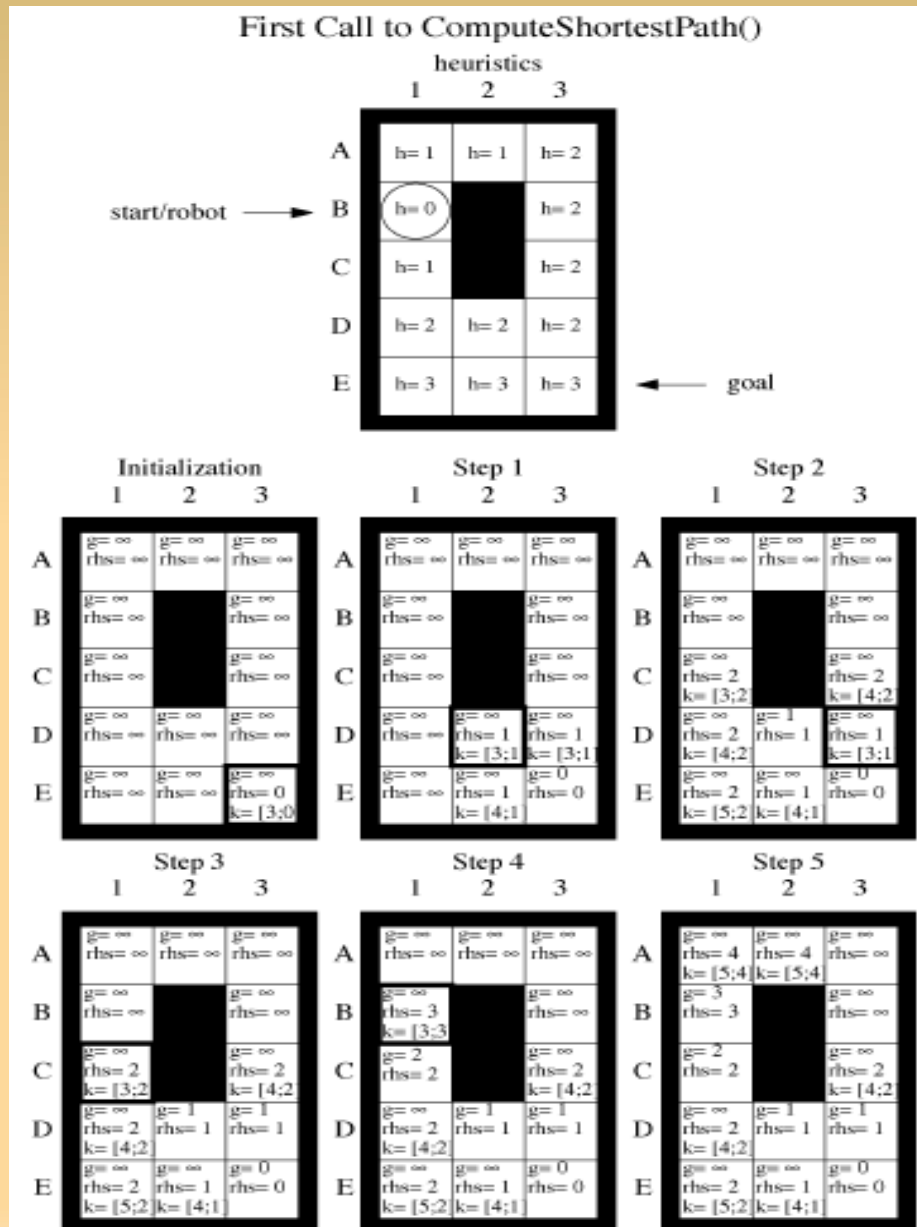 First Call to ComputeShortestPath()
heuristics
1 2 3
A h= 1 h= 1 h= 2
start/robot B h= 0 h= 2
C h= 1 h= 2
D h= 2 h= 2 h= 2
E h= 3 h= 3 h= 3 goal
Initialization Step 1 Step 2
1 2 3 1 2 3 1 2 3
g= ∞ g= ∞ g= ∞ g= ∞ g= ∞ g= ∞ g= ∞ g= ∞ g= ∞
A rhs= ∞ rhs= ∞ rhs= ∞ A rhs= ∞ rhs= ∞ rhs= ∞ A rhs= ∞ rhs= ∞ rhs= ∞
g= ∞ g= ∞ g= ∞ g= ∞ g= ∞ g= ∞
B rhs= ∞ rhs= ∞ B rhs= ∞ rhs= ∞ B rhs= ∞ rhs= ∞
g= ∞ g= ∞ g= ∞ g= ∞ g= ∞ g= ∞
C rhs= ∞ rhs= ∞ C rhs= ∞ rhs= ∞ C rhs= 2 rhs= 2
k= [3;2] k= [4;2]
g= ∞ g= ∞ g= ∞ g= ∞ g= ∞ g= ∞ g= ∞ g= 1 g= ∞
D rhs= ∞ rhs= ∞ rhs= ∞ D rhs= ∞ rhs= 1 rhs= 1 D rhs= 2 rhs= 1 rhs= 1
k= [3;1 k= [3;1] k= [4;2] k= [3;1
g= ∞ g= ∞ g= ∞ g= ∞ g= ∞ g= 0 g= ∞ g= ∞ g= 0
E rhs= ∞ rhs= ∞ rhs= 0 E rhs= ∞ rhs= 1 rhs= 0 E rhs= 2 rhs= 1 rhs= 0
k= [3;0 k= [4;1] k= [5;2] k= [4;1]
Step 3 Step 4 Step 5
1 2 3 1 2 3 1 2 3
g= ∞ g= ∞ g= ∞ g= ∞ g= ∞ g= ∞ g= ∞ g= ∞ g= ∞
A rhs= ∞ rhs= ∞ rhs= ∞ A rhs= ∞ rhs= ∞ rhs= ∞ A rhs= 4 rhs= 4 rhs= ∞
k= [5;4] k= [5;4
g= ∞ g= ∞ g= ∞ g= ∞ g= 3 g= ∞
B rhs= ∞ rhs= ∞ B rhs= 3 rhs= ∞ B rhs= 3 rhs= ∞
k= [3;3
g= ∞ g= ∞ g= 2 g= ∞ g= 2 g= ∞
C rhs= 2 rhs= 2 C rhs= 2 rhs= 2 C rhs= 2 rhs= 2
k= [3;2 k= [4;2] k= [4;2] k= [4;2]
g= ∞ g= 1 g= 1 g= ∞ g= 1 g= 1 g= ∞ g= 1 g= 1
D rhs= 2 rhs= 1 rhs= 1 D rhs= 2 rhs= 1 rhs= 1 D rhs= 2 rhs= 1 rhs= 1
k= [4;2] k= [4;2] k= [4;2]
g= ∞ g= ∞ g= 0 g= ∞ g= ∞ g= 0 g= ∞ g= ∞ g= 0
E rhs= 2 rhs= 1 rhs= 0 E rhs= 2 rhs= 1 rhs= 0 E rhs= 2 rhs= 1 rhs= 0
k= [5;2] k= [4;1] k= [5;2] k= [4;1] k= [5;2] k= [4;1]